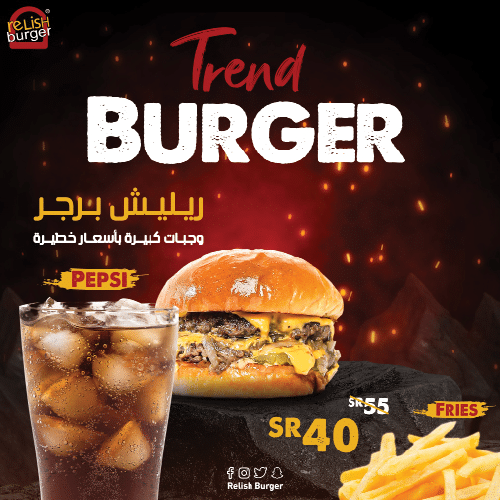 reLISH
burger
®
Trend
BURGER
ريليش برجر
وجبات كبيرة بأسعار خطيرة
PEPSI
SR55
SR40
FRIES
Relish Burger